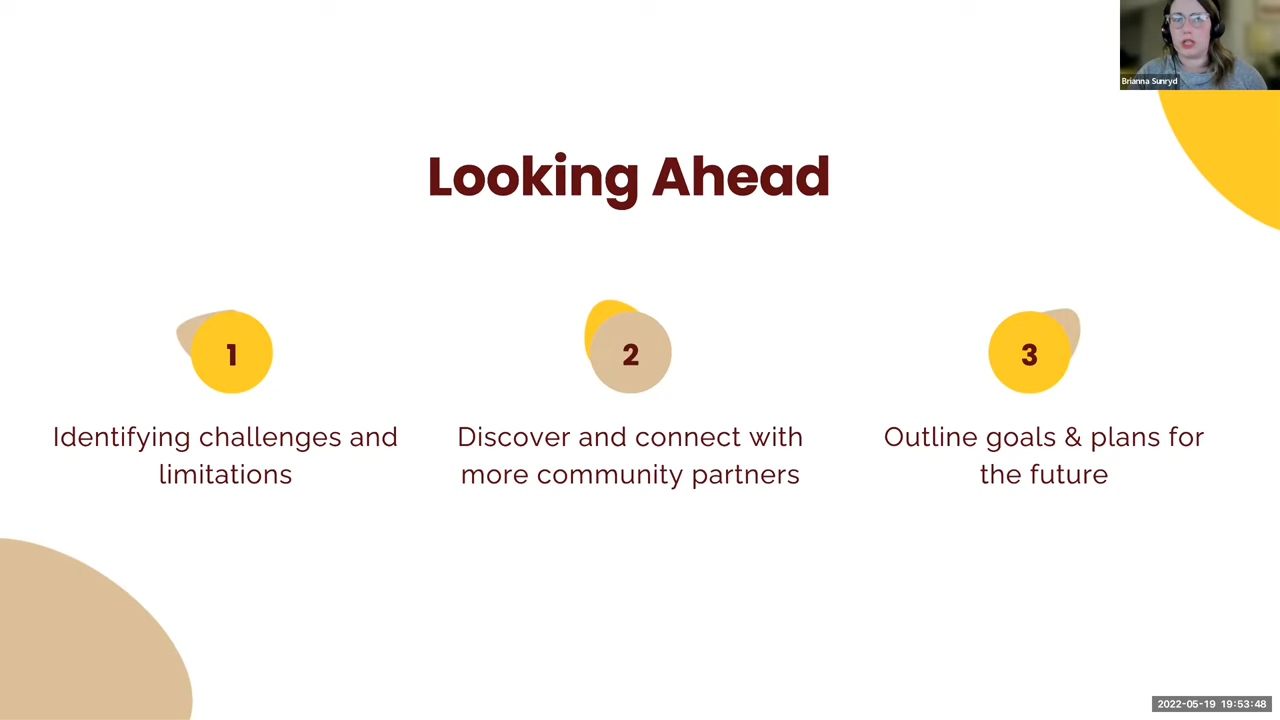 Brianna Sunryd
Looking Ahead
1
2
3
Identifying challenges and
limitations
Discover and connect with
more community partners
Outline goals & plans for
the future
2022-05-19 19:53:48